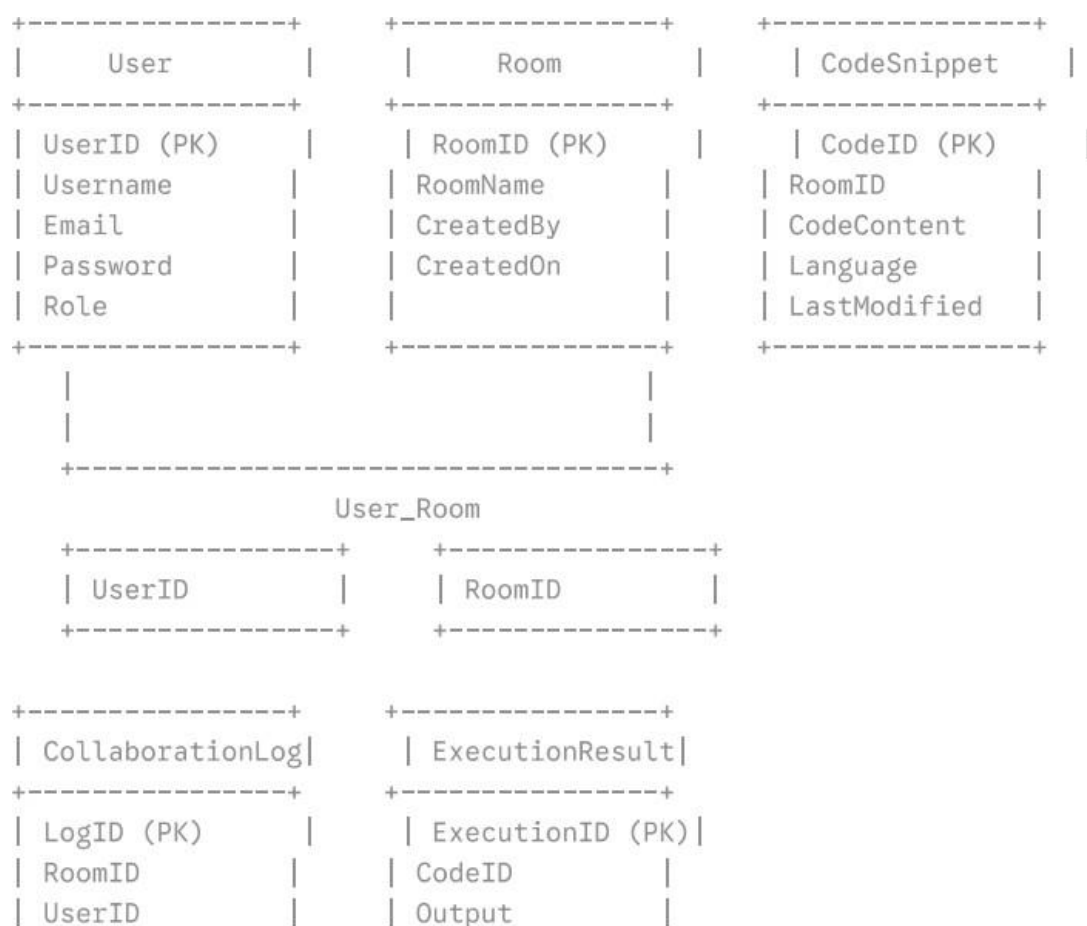 +----------------+ +----------------+ +----------------+
| User | | Room | | CodeSnippet |
+----------------+ +----------------+ +----------------+
| UserID (PK) | | RoomID (PK) | | CodeID (PK) |
| Username | | RoomName | | RoomID |
| Email | | CreatedBy | | CodeContent |
| Password | | CreatedOn | | Language |
| Role | | | | LastModified |
+----------------+ +----------------+ +----------------+
| |
| |
+------------------------------------+
User_Room
+----------------+ +----------------+
| UserID | | RoomID |
+----------------+ +----------------+
+----------------+ +----------------+
| CollaborationLog| | ExecutionResult|
+----------------+ +----------------+
| LogID (PK) | | ExecutionID (PK)|
| RoomID | | CodeID |
| UserID | | Output |